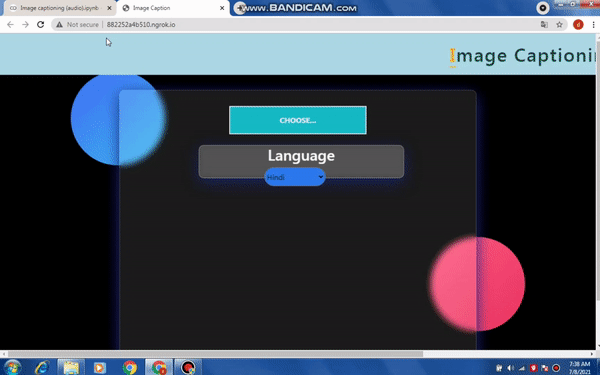 Image captioning (audio).ipynb
Image Caption
WWW.BANDICAM.COM
Not secure
882252a4b510.ngrok.io
d
Image Captionin
CHOOSE...
Language
Hindi
7:38 AM
7/8/2021